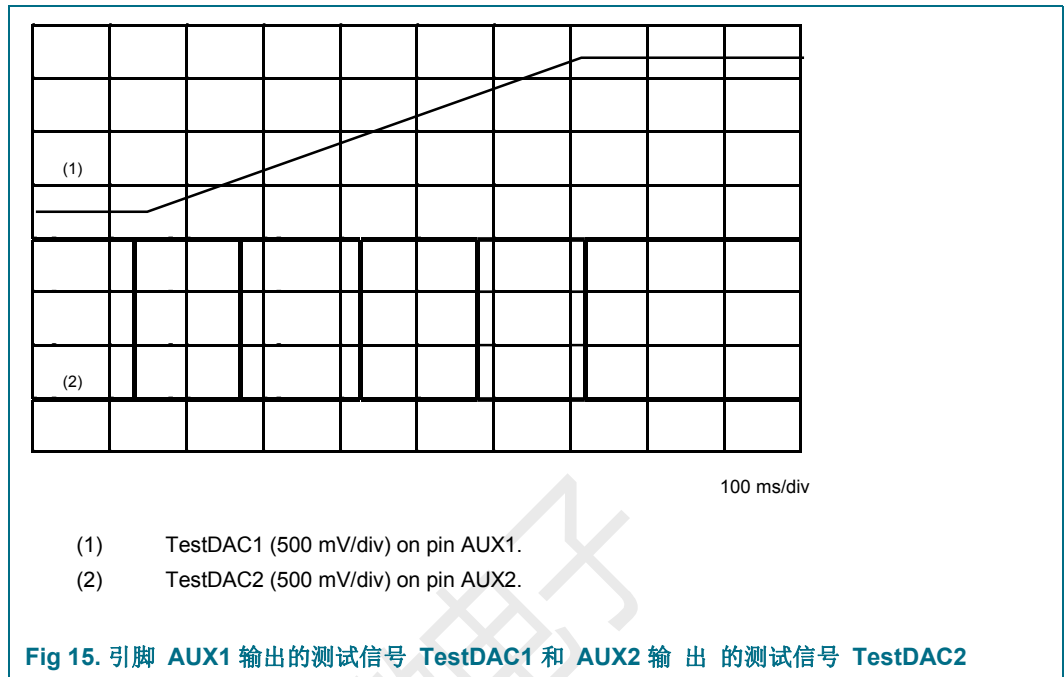 (1)
(2)
100 ms/div
(1) TestDAC1 (500 mV/div) on pin AUX1.
(2) TestDAC2 (500 mV/div) on pin AUX2.
Fig 15. 引脚 AUX1 输出的测试信号 TestDAC1 和 AUX2 输 出 的测试信号 TestDAC2